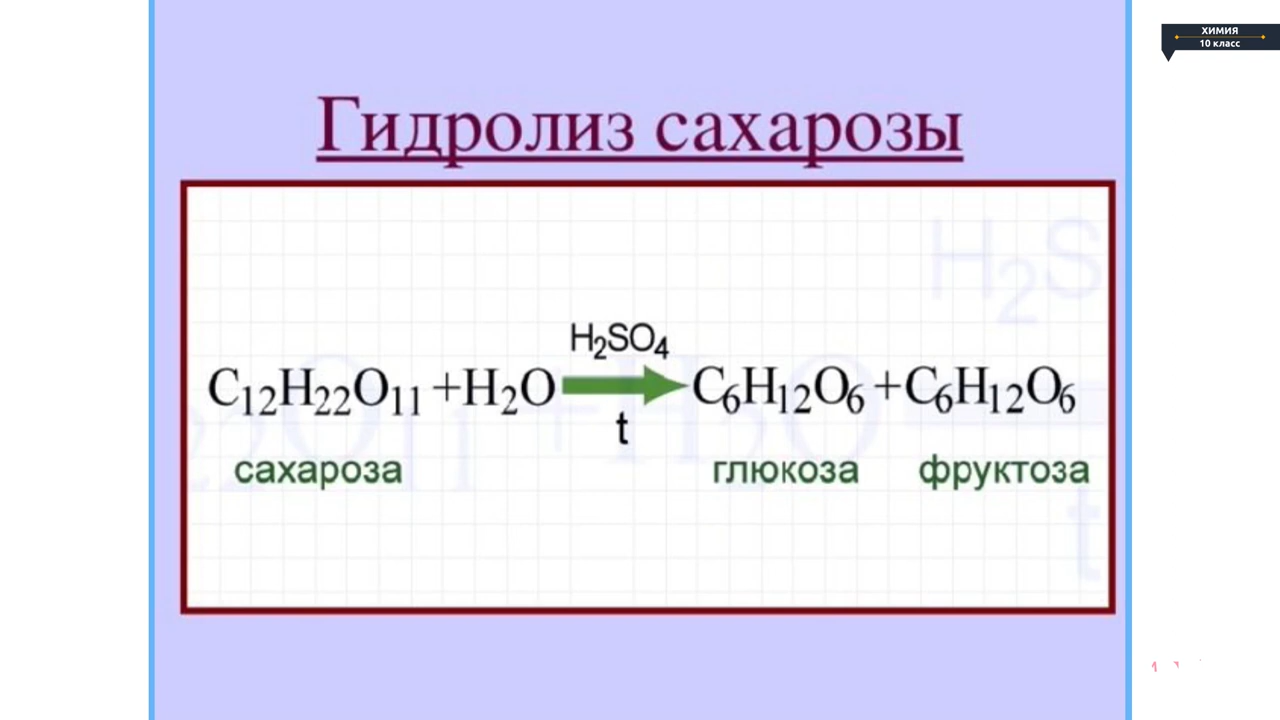 ХИМИЯ
10 класс
Гидролиз сахарозы
H₂SO₄
C₁₂H₂₂O₁₁ +H₂O → C₆H₁₂O₆ +C₆H₁₂O₆
t
сахароза глюкоза фруктоза